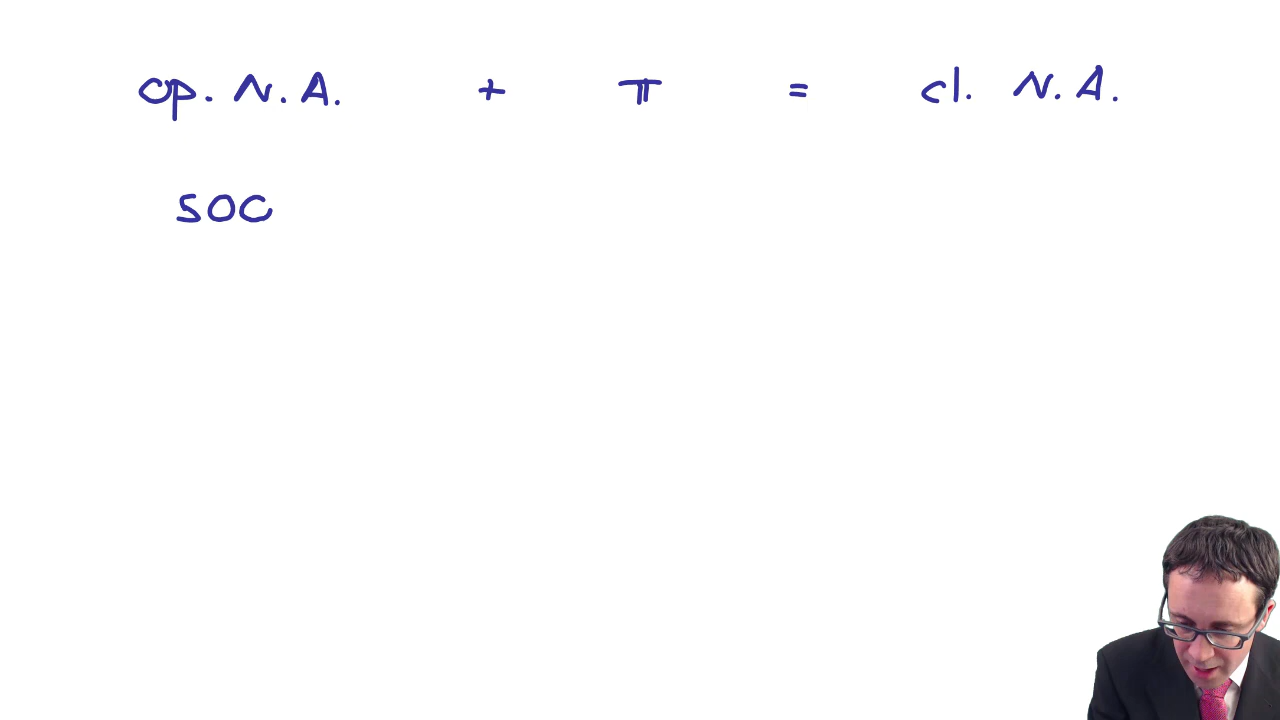 op. N.A. + π = cl. N.A.
SOC